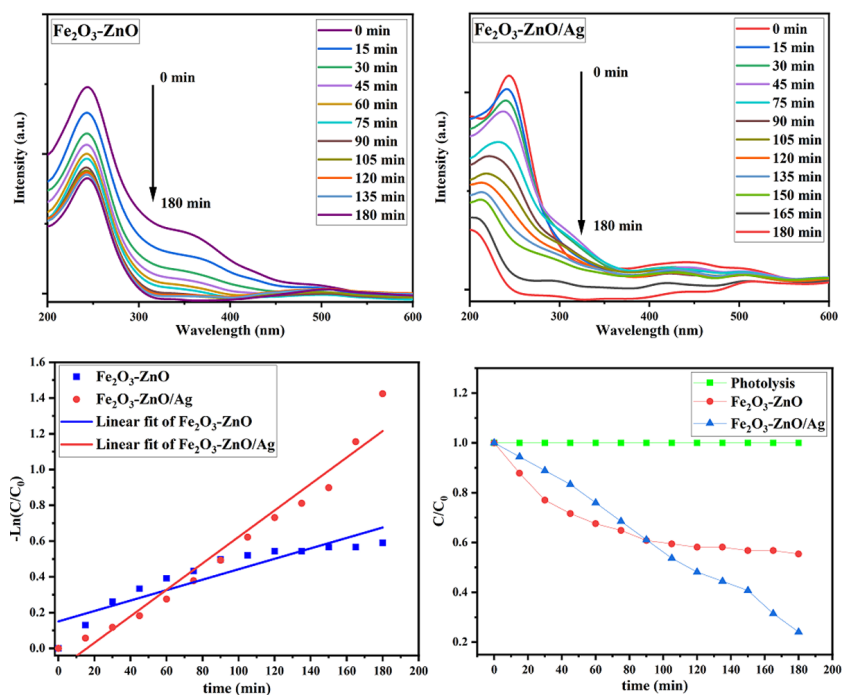 Fe₂O₃-ZnO
0 min
15 min
30 min
45 min
60 min
75 min
90 min
105 min
120 min
135 min
180 min
0 min
180 min
Intensity (a.u.)
200
300
400
500
600
Wavelength (nm)
Fe₂O₃-ZnO/Ag
0 min
15 min
30 min
45 min
75 min
90 min
105 min
120 min
135 min
150 min
165 min
180 min
0 min
180 min
Intensity (a.u.)
200
300
400
500
600
Wavelength (nm)
Fe₂O₃-ZnO
Fe₂O₃-ZnO/Ag
Linear fit of Fe₂O₃-ZnO
Linear fit of Fe₂O₃-ZnO/Ag
-Ln(C/C₀)
1.6
1.4
1.2
1.0
0.8
0.6
0.4
0.2
0.0
0
20
40
60
80
100
120
140
160
180
200
time (min)
Photolysis
Fe₂O₃-ZnO
Fe₂O₃-ZnO/Ag
C/C₀
1.2
1.0
0.8
0.6
0.4
0.2
0
20
40
60
80
100
120
140
160
180
200
time (min)